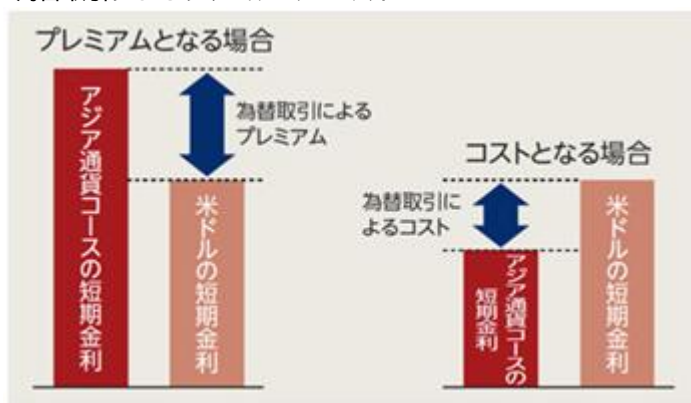 プレミアムとなる場合
アジア通貨コースの短期金利
為替取引による
プレミアム
米ドルの短期金利
コストとなる場合
為替取引に
よるコスト
アジア通貨コースの
短期金利
米ドルの短期金利